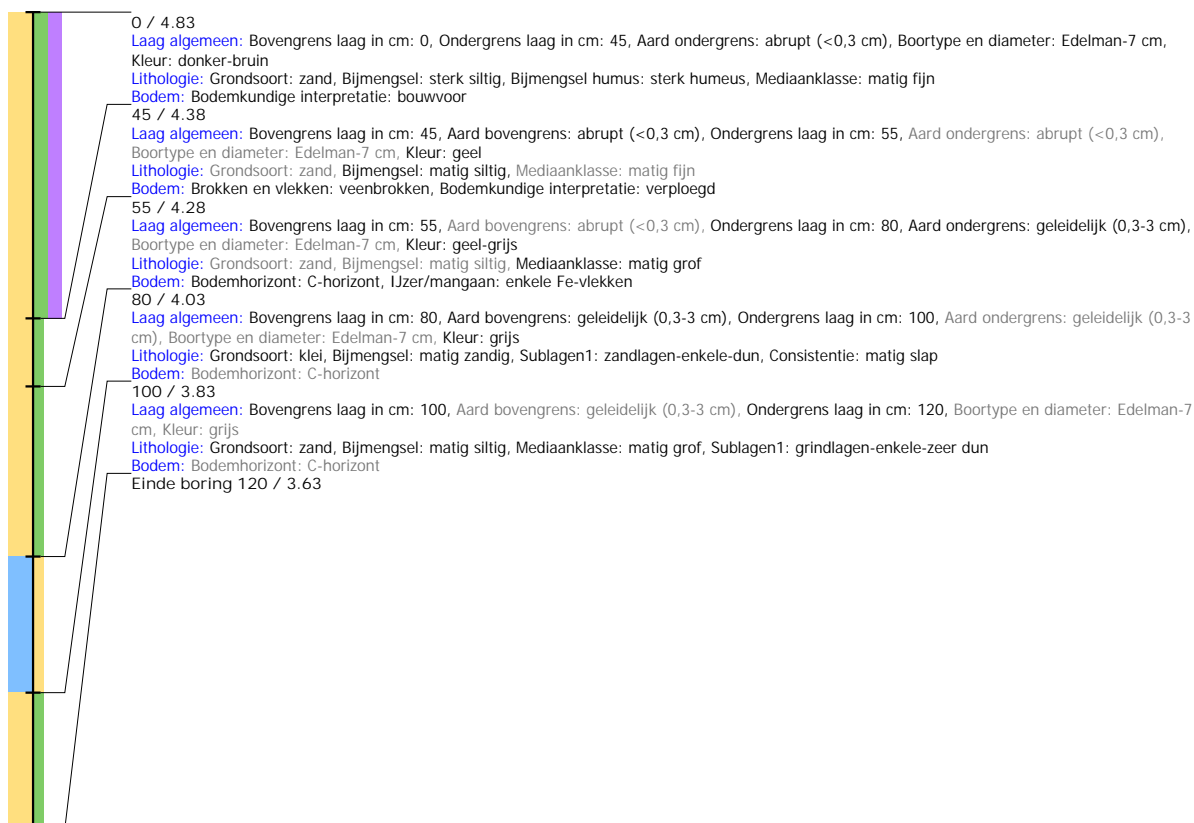 0 / 4.83
Laag algemeen: Bovengrens laag in cm: 0, Ondergrens laag in cm: 45, Aard ondergrens: abrupt (<0,3 cm), Boortype en diameter: Edelman-7 cm,
Kleur: donker-bruin
Lithologie: Grondsoort: zand, Bijmengsel: sterk siltig, Bijmengsel humus: sterk humeus, Mediaanklasse: matig fijn
Bodem: Bodemkundige interpretatie: bouwvoor
45 / 4.38
Laag algemeen: Bovengrens laag in cm: 45, Aard bovengrens: abrupt (<0,3 cm), Ondergrens laag in cm: 55, Aard ondergrens: abrupt (<0,3 cm),
Boortype en diameter: Edelman-7 cm, Kleur: geel
Lithologie: Grondsoort: zand, Bijmengsel: matig siltig, Mediaanklasse: matig fijn
Bodem: Brokken en vlekken: veenbrokken, Bodemkundige interpretatie: verploegd
55 / 4.28
Laag algemeen: Bovengrens laag in cm: 55, Aard bovengrens: abrupt (<0,3 cm), Ondergrens laag in cm: 80, Aard ondergrens: geleidelijk (0,3-3 cm),
Boortype en diameter: Edelman-7 cm, Kleur: geel-grijs
Lithologie: Grondsoort: zand, Bijmengsel: matig siltig, Mediaanklasse: matig grof
Bodem: Bodemhorizont: C-horizont, IJzer/mangaan: enkele Fe-vlekken
80 / 4.03
Laag algemeen: Bovengrens laag in cm: 80, Aard bovengrens: geleidelijk (0,3-3 cm), Ondergrens laag in cm: 100, Aard ondergrens: geleidelijk (0,3-3
cm), Boortype en diameter: Edelman-7 cm, Kleur: grijs
Lithologie: Grondsoort: klei, Bijmengsel: matig zandig, Sublagen1: zandlagen-enkele-dun, Consistentie: matig slap
Bodem: Bodemhorizont: C-horizont
100 / 3.83
Laag algemeen: Bovengrens laag in cm: 100, Aard bovengrens: geleidelijk (0,3-3 cm), Ondergrens laag in cm: 120, Boortype en diameter: Edelman-7
cm, Kleur: grijs
Lithologie: Grondsoort: zand, Bijmengsel: matig siltig, Mediaanklasse: matig grof, Sublagen1: grindlagen-enkele-zeer dun
Bodem: Bodemhorizont: C-horizont
Einde boring 120 / 3.63